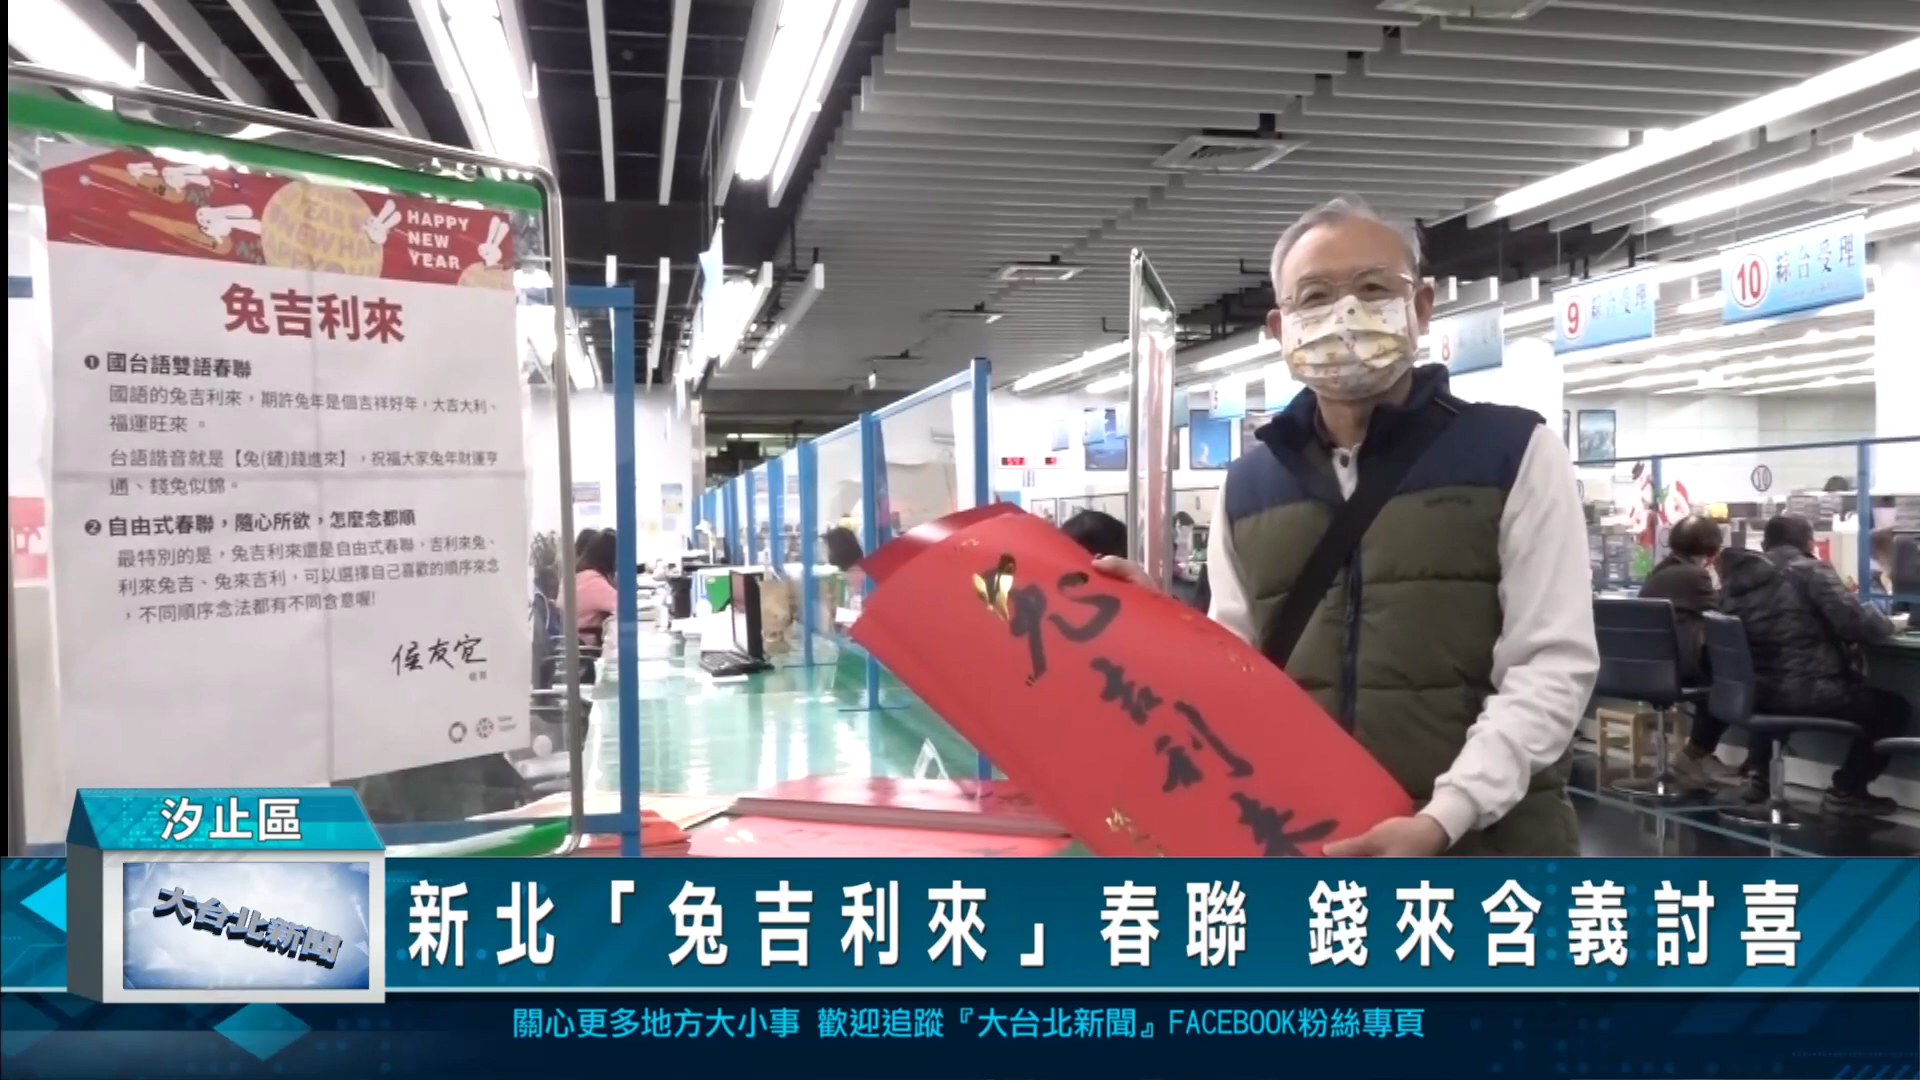 HAPPY
NEW
YEAR
兔吉利來
❶ 國台語雙語春聯
國語的兔吉利來，期許兔年是個吉祥好年，大吉大利、
福運旺來。
台語諧音就是【兔(鏟)錢進來】，祝福大家兔年財運亨
通、錢兔似錦。
❷ 自由式春聯，隨心所欲，怎麼念都順
最特別的是，兔吉利來還是自由式春聯，吉利來兔、
利來兔吉、兔來吉利，可以選擇自己喜歡的順序來念
，不同順序念法都有不同含意喔!
侯友宜
兔吉利來
8
9 綜合受理
10 綜合受理
10
汐止區
大台北新聞
新北「兔吉利來」春聯 錢來含義討喜
關心更多地方大小事 歡迎追蹤『大台北新聞』FACEBOOK粉絲專頁